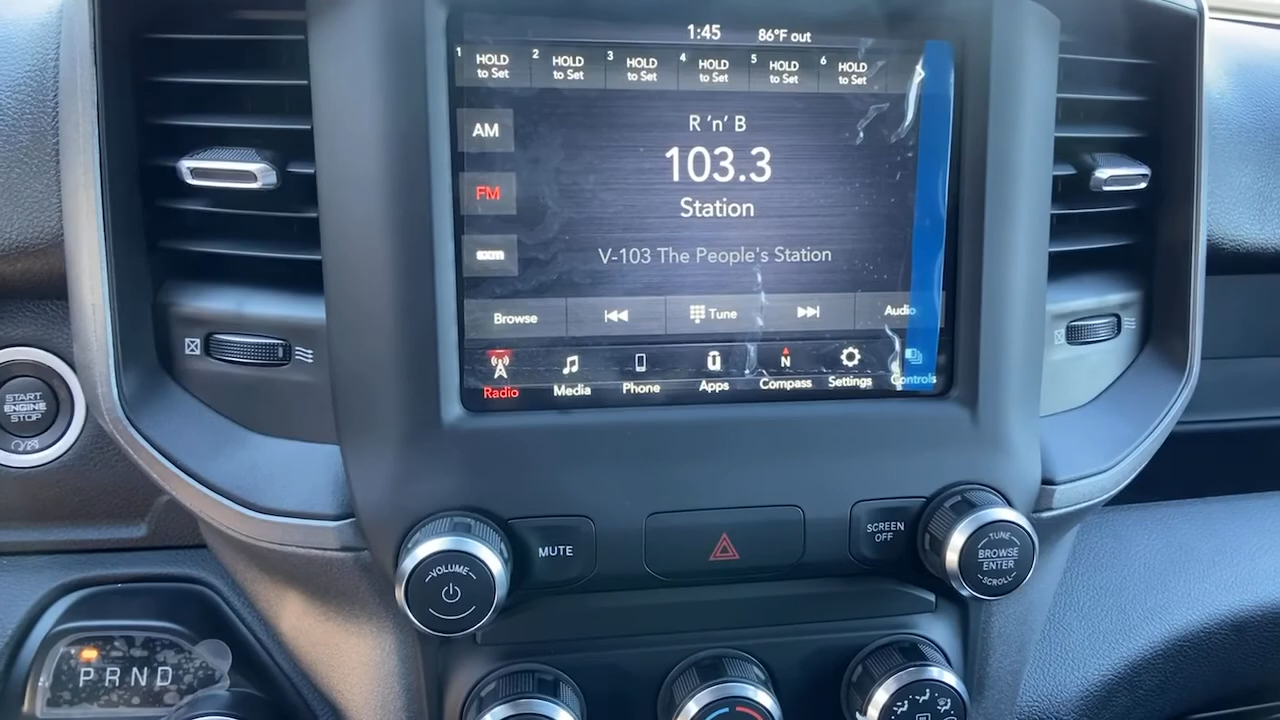 1:45 86°F out
1 HOLD to Set
2 HOLD to Set
3 HOLD to Set
4 HOLD to Set
5 HOLD to Set
6 HOLD to Set
AM
FM
sxm
R 'n' B
103.3
Station
V-103 The People's Station
Browse
Tune
Audio
Radio
Media
Phone
Apps
N
Compass
Settings
Controls
START
ENGINE
STOP
VOLUME
MUTE
SCREEN
OFF
TUNE
BROWSE
ENTER
SCROLL
PRND